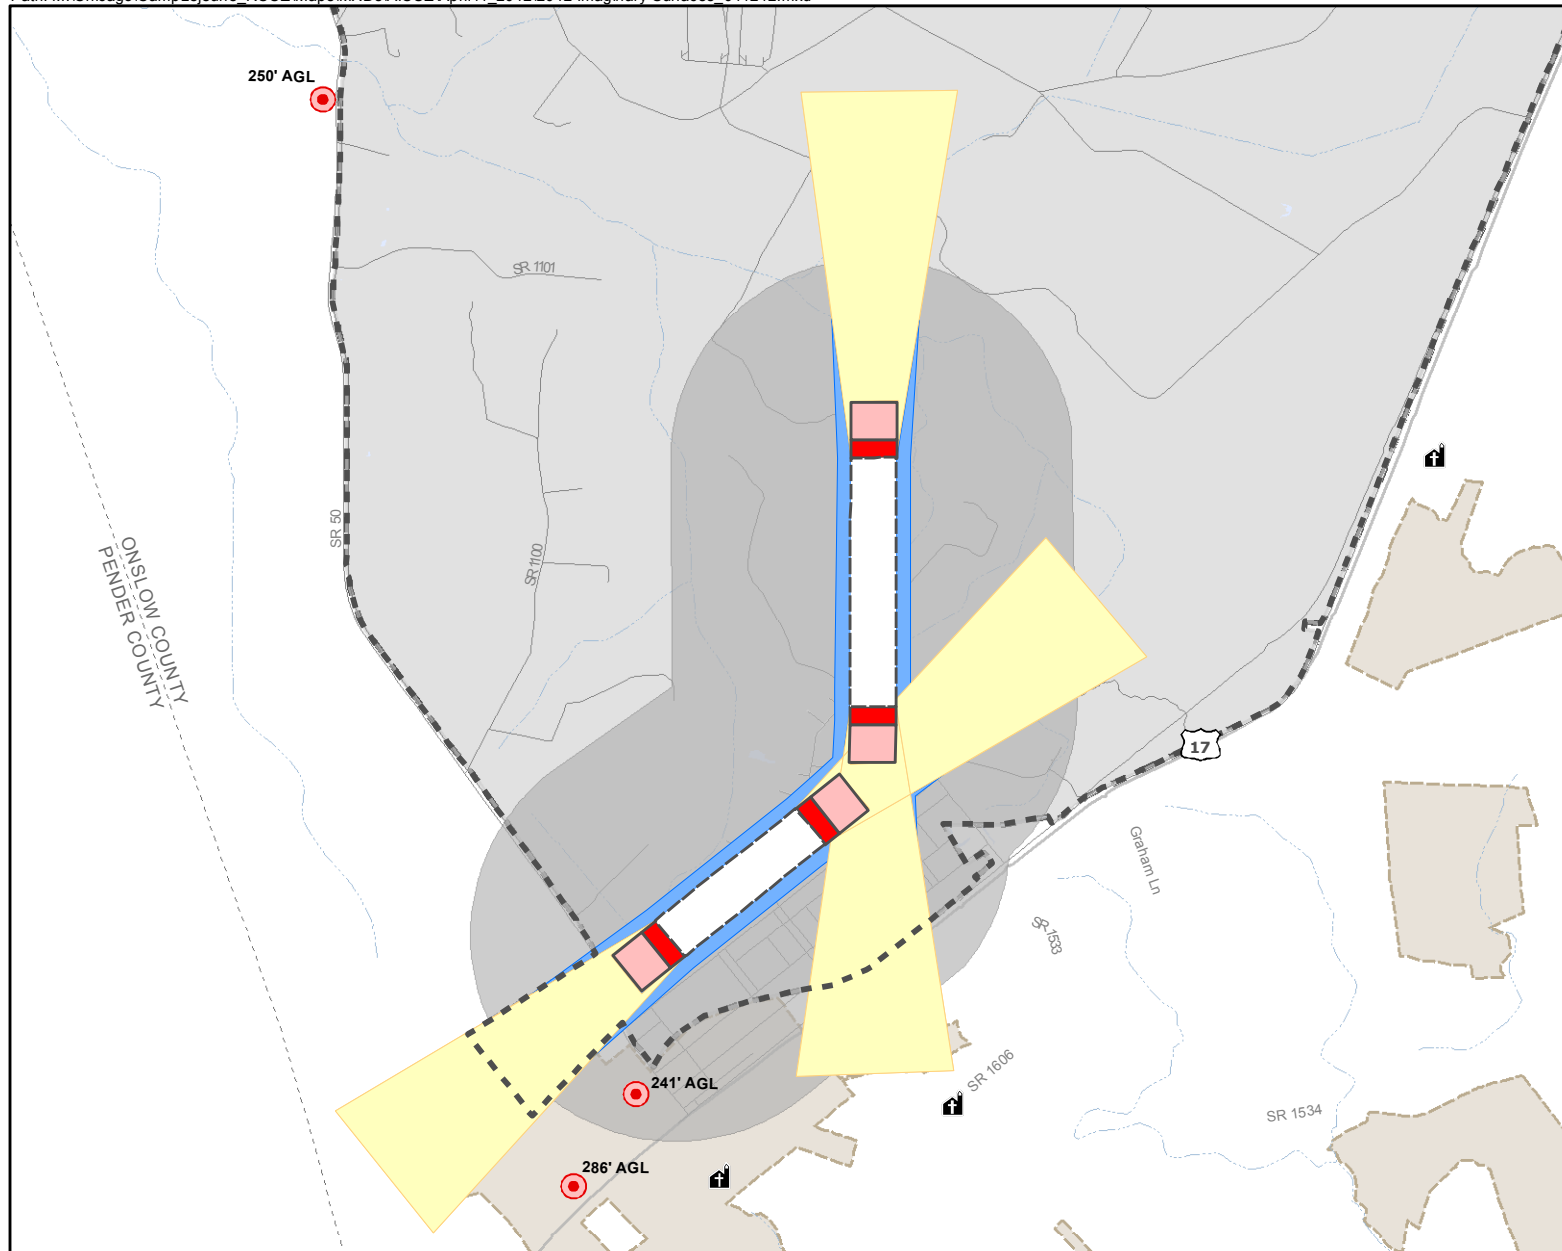 250' AGL
SR 1101
SR 50
SR 1100
ONSLOW COUNTY
PENDER COUNTY
17
Graham Ln
SR 1533
SR 1606
SR 1534
241' AGL
286' AGL